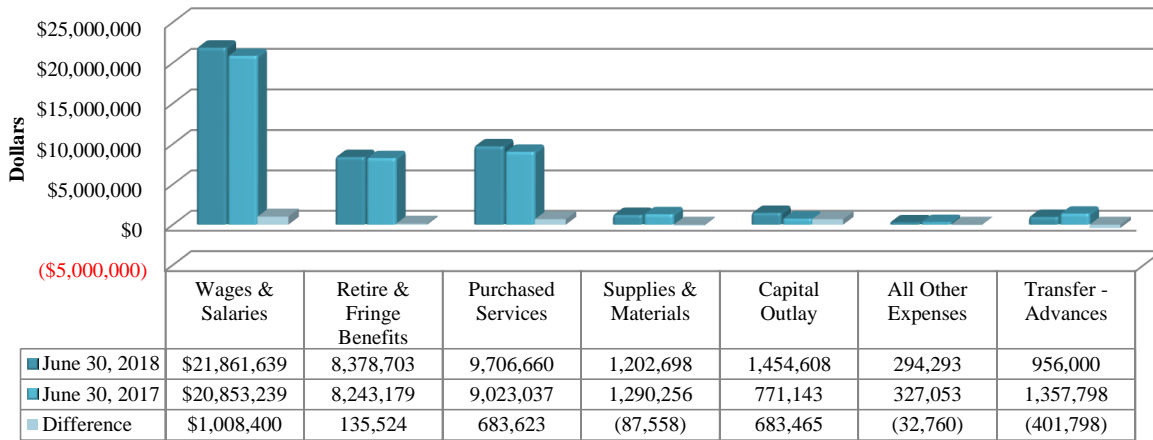 $25,000,000
$20,000,000
$15,000,000
$10,000,000
$5,000,000
$0
($5,000,000)
Dollars
Wages & Salaries
Retire & Fringe Benefits
Purchased Services
Supplies & Materials
Capital Outlay
All Other Expenses
Transfer - Advances
June 30, 2018 $21,861,639 8,378,703 9,706,660 1,202,698 1,454,608 294,293 956,000
June 30, 2017 $20,853,239 8,243,179 9,023,037 1,290,256 771,143 327,053 1,357,798
Difference $1,008,400 135,524 683,623 (87,558) 683,465 (32,760) (401,798)